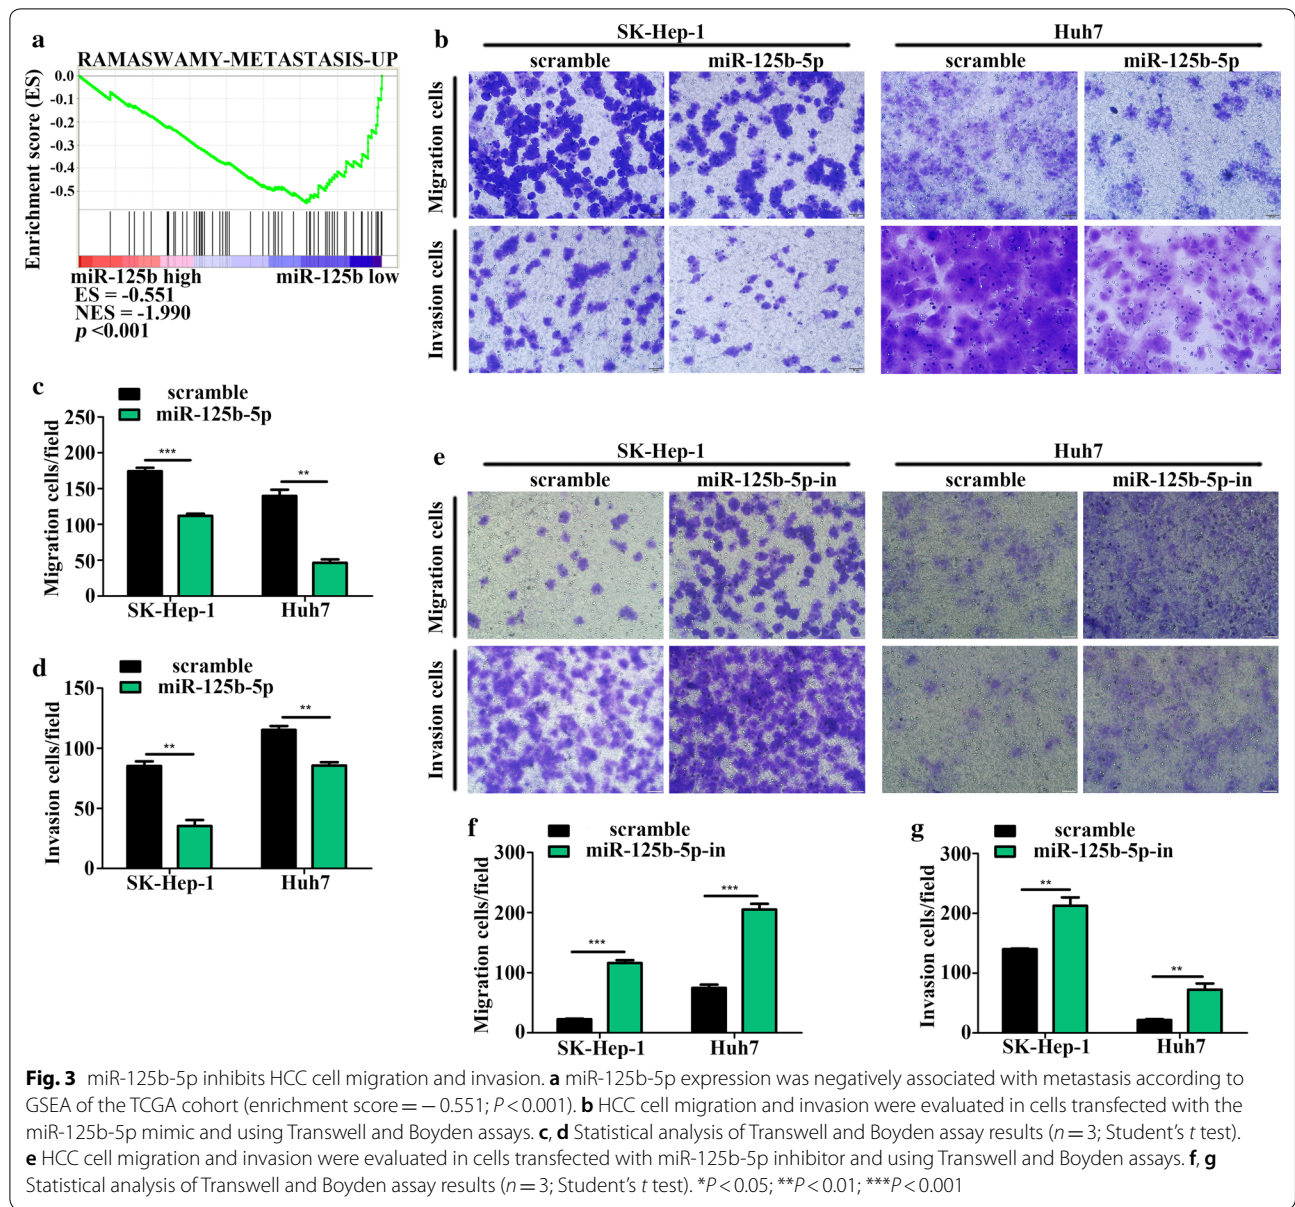 a
RAMASWAMY-METASTASIS-UP
Enrichment score (ES)
0.0
-0.1
-0.2
-0.3
-0.4
-0.5
miR-125b high
miR-125b low
ES = -0.551
NES = -1.990
p <0.001
b
SK-Hep-1
Huh7
scramble
miR-125b-5p
scramble
miR-125b-5p
Migration cells
Invasion cells
c
scramble
miR-125b-5p
Migration cells/field
250
200
150
100
50
0
***
**
SK-Hep-1
Huh7
d
scramble
miR-125b-5p
Invasion cells/field
150
100
50
0
**
**
SK-Hep-1
Huh7
e
SK-Hep-1
Huh7
scramble
miR-125b-5p-in
scramble
miR-125b-5p-in
Migration cells
Invasion cells
f
scramble
miR-125b-5p-in
Migration cells/field
300
200
100
0
***
***
SK-Hep-1
Huh7
g
scramble
miR-125b-5p-in
Invasion cells/field
300
200
100
0
**
**
SK-Hep-1
Huh7
Fig. 3 miR-125b-5p inhibits HCC cell migration and invasion. a miR-125b-5p expression was negatively associated with metastasis according to
GSEA of the TCGA cohort (enrichment score = − 0.551; P < 0.001). b HCC cell migration and invasion were evaluated in cells transfected with the
miR-125b-5p mimic and using Transwell and Boyden assays. c, d Statistical analysis of Transwell and Boyden assay results (n = 3; Student's t test).
e HCC cell migration and invasion were evaluated in cells transfected with miR-125b-5p inhibitor and using Transwell and Boyden assays. f, g
Statistical analysis of Transwell and Boyden assay results (n = 3; Student's t test). *P < 0.05; **P < 0.01; ***P < 0.001